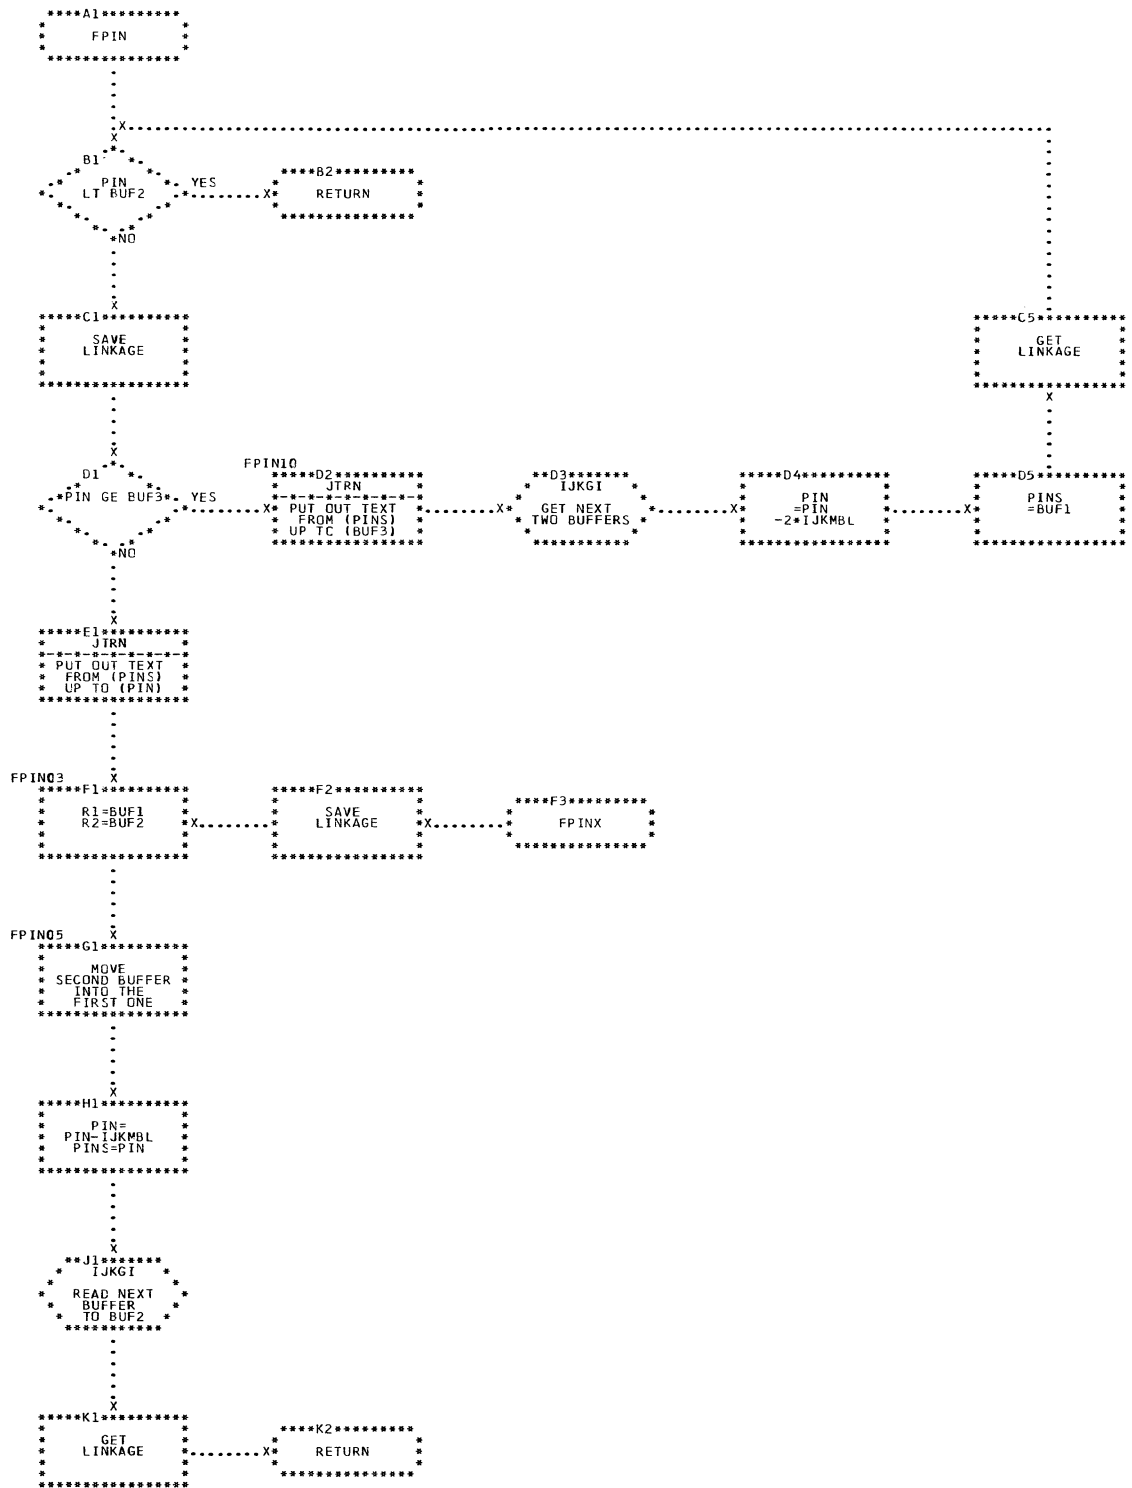 A1
FPIN
B1
PIN
LT BUF2
YES
B2
RETURN
NO
C1
SAVE
LINKAGE
C5
GET
LINKAGE
D1
PIN GE BUF3
YES
FPIN10
D2
JTRN
PUT OUT TEXT
FROM (PINS)
UP TC (BUF3)
D3
IJKGI
GET NEXT
TWO BUFFERS
D4
PIN
=PIN
-2*IJKMBL
D5
PINS
=BUF1
NO
E1
JTRN
PUT OUT TEXT
FROM (PINS)
UP TO (PIN)
FPIN03
F1
R1=BUF1
R2=BUF2
F2
SAVE
LINKAGE
F3
FPINX
FPIN05
G1
MOVE
SECOND BUFFER
INTO THE
FIRST ONE
H1
PIN=
PIN-IJKMBL
PINS=PIN
J1
IJKGI
READ NEXT
BUFFER
TO BUF2
K1
GET
LINKAGE
K2
RETURN